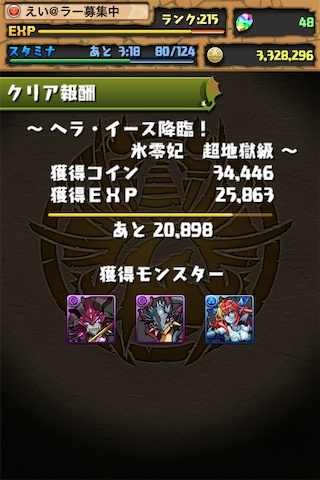 えい@ラー募集中
ランク:215
48
EXP
スタミナ あと 3:18 80/124
3,328,296
クリア報酬
～ ヘラ・イース降臨！
氷零妃 超地獄級 ～
獲得コイン 34,446
獲得EXP 25,863
あと 20,898
獲得モンスター